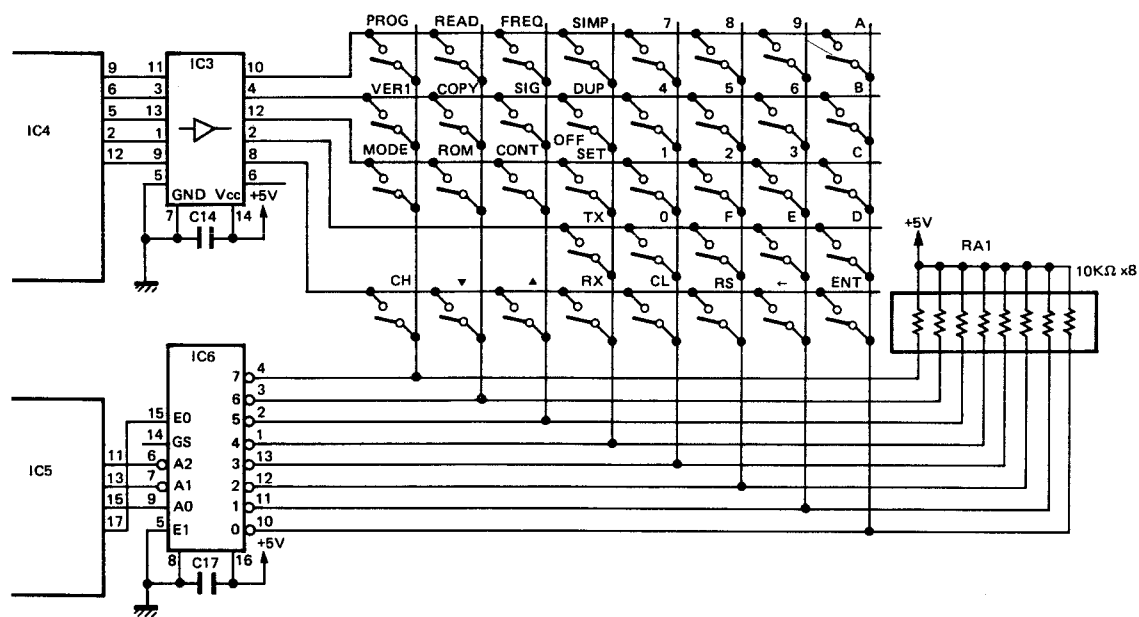 PROG READ FREQ SIMP 7 8 9 A
IC3
9 11 10
6 3 4
5 13 12
2 1 2
12 9 8
5 6
IC4
GND Vcc +5V
7 C14 14
VER1 COPY SIG DUP 4 5 6 B
OFF
MODE ROM CONT SET 1 2 3 C
TX 0 F E D
CH ▼ ▲ RX CL RS ← ENT
+5V RA1
10KΩ x8
IC6
7 4
6 3
15 E0 5 2
14 GS 4 1
IC5
11 6 A2 3 13
13 7 A1 2 12
15 9 A0 1 11
17 5 E1 0 10
8 C17 16 +5V